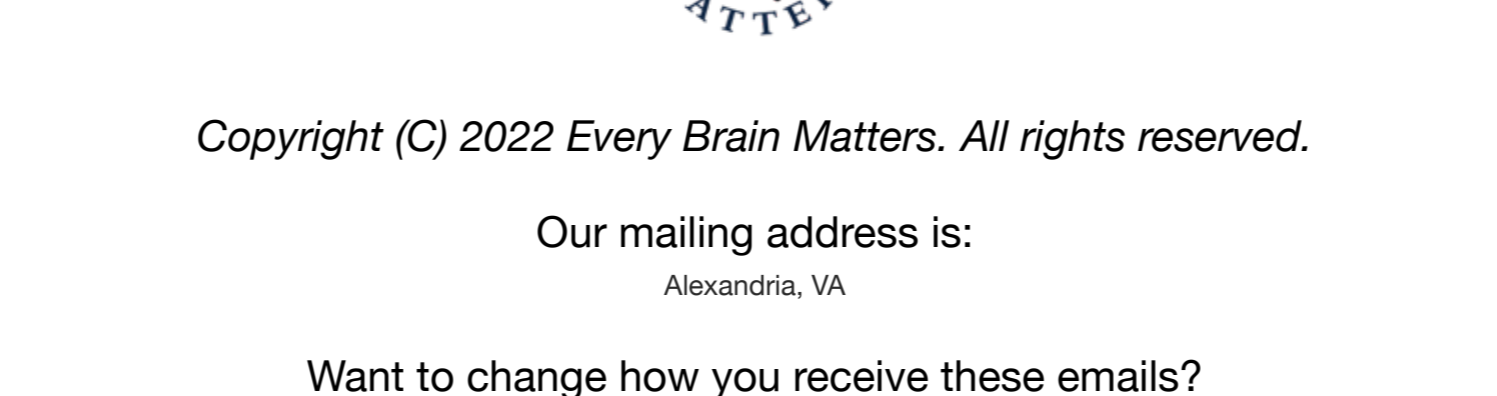 ATTE
Copyright (C) 2022 Every Brain Matters. All rights reserved.
Our mailing address is:
Alexandria, VA
Want to change how you receive these emails?